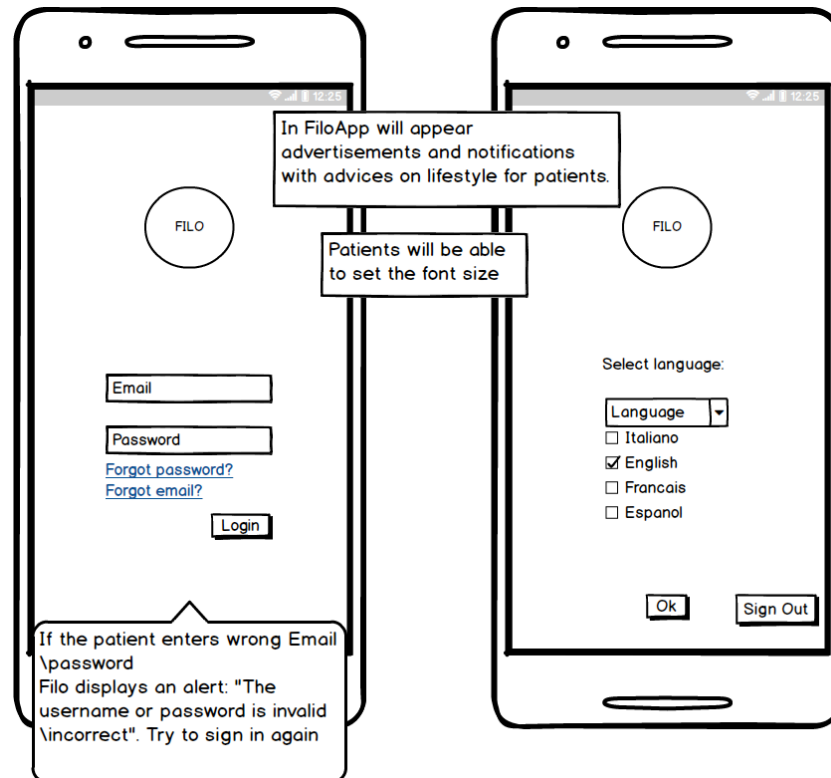 12:25
12:25
In FiloApp will appear
advertisements and notifications
with advices on lifestyle for patients.
FILO
FILO
Patients will be able
to set the font size
Email
Password
Forgot password?
Forgot email?
Login
If the patient enters wrong Email
\password
Filo displays an alert: "The
username or password is invalid
\incorrect". Try to sign in again
Select language:
Language
Italiano
English
Francais
Espanol
Ok
Sign Out